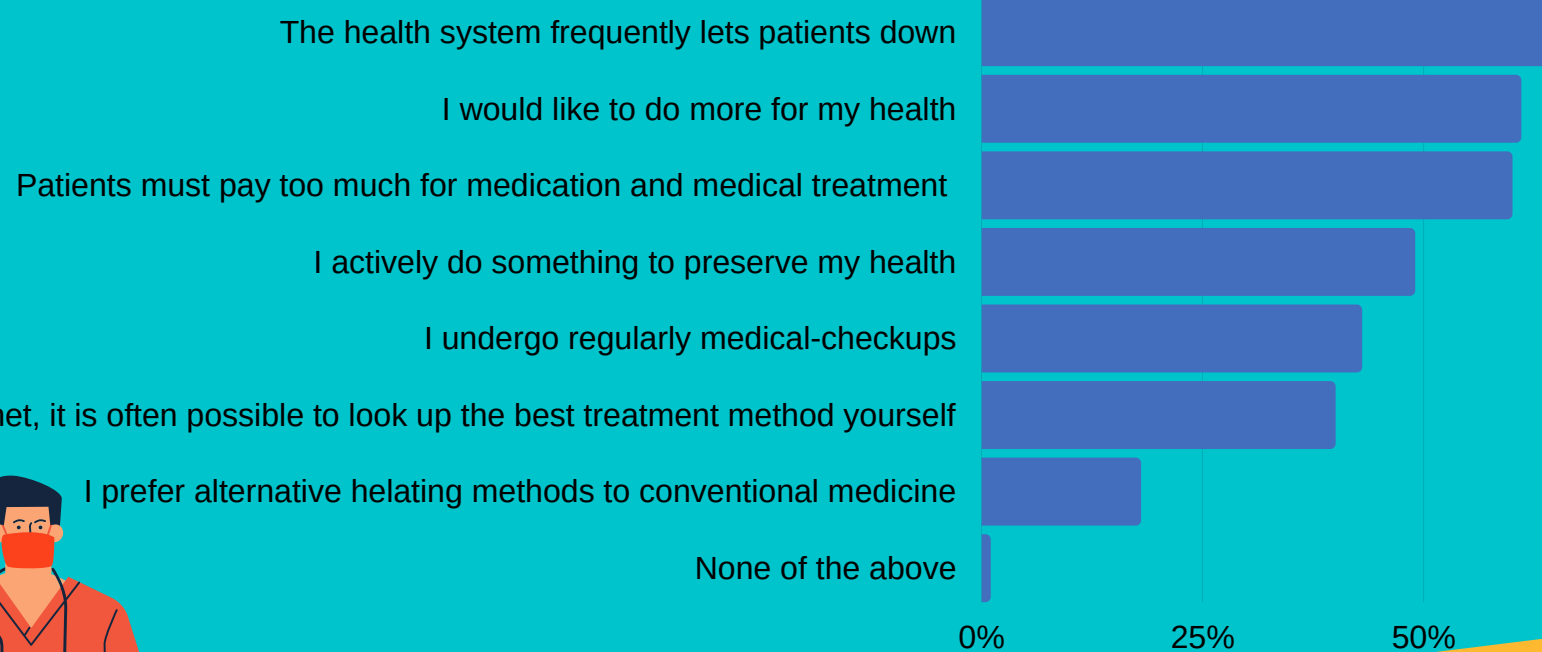 The health system frequently lets patients down
I would like to do more for my health
Patients must pay too much for medication and medical treatment
I actively do something to preserve my health
I undergo regularly medical-checkups
it is often possible to look up the best treatment method yourself
I prefer alternative helating methods to conventional medicine
None of the above
0% 25% 50%